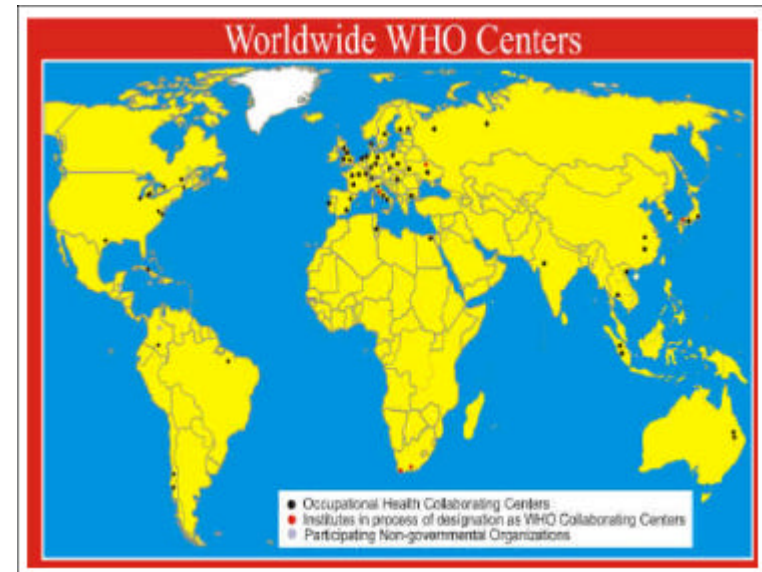 Worldwide WHO Centers
Occupational Health Collaborating Centers
Institutes in process of designation as WHO Collaborating Centers
Participating Non-governmental Organizations